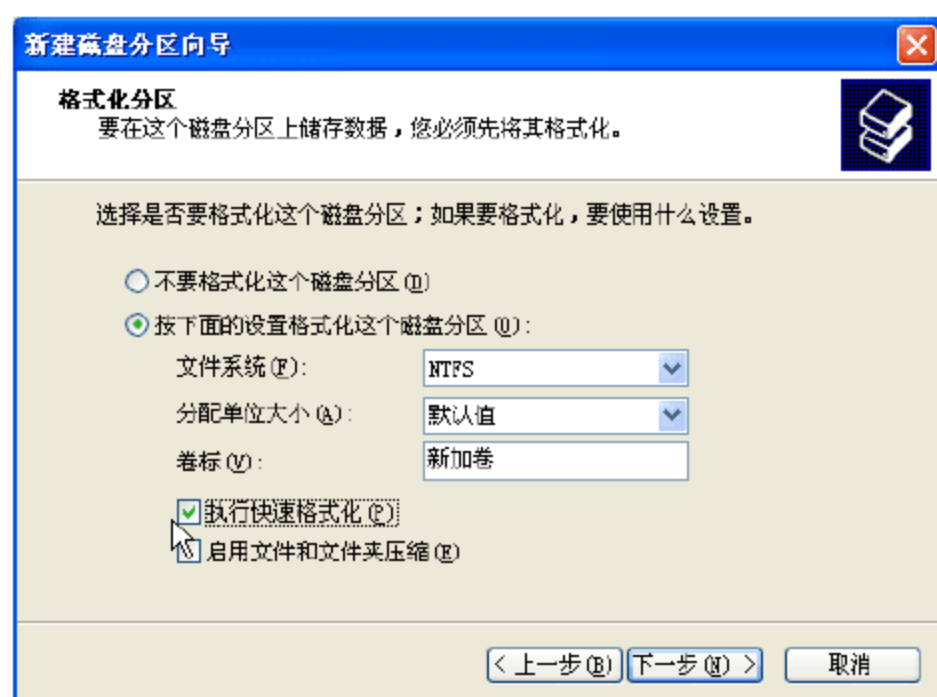 新建磁盘分区向导
格式化分区
要在这个磁盘分区上储存数据，您必须先将其格式化。
选择是否要格式化这个磁盘分区；如果要格式化，要使用什么设置。
不要格式化这个磁盘分区(D)
按下面的设置格式化这个磁盘分区(O):
文件系统(F): NTFS
分配单位大小(A): 默认值
卷标(V): 新加卷
执行快速格式化(P)
启用文件和文件夹压缩(E)
< 上一步(B) 下一步(N) > 取消